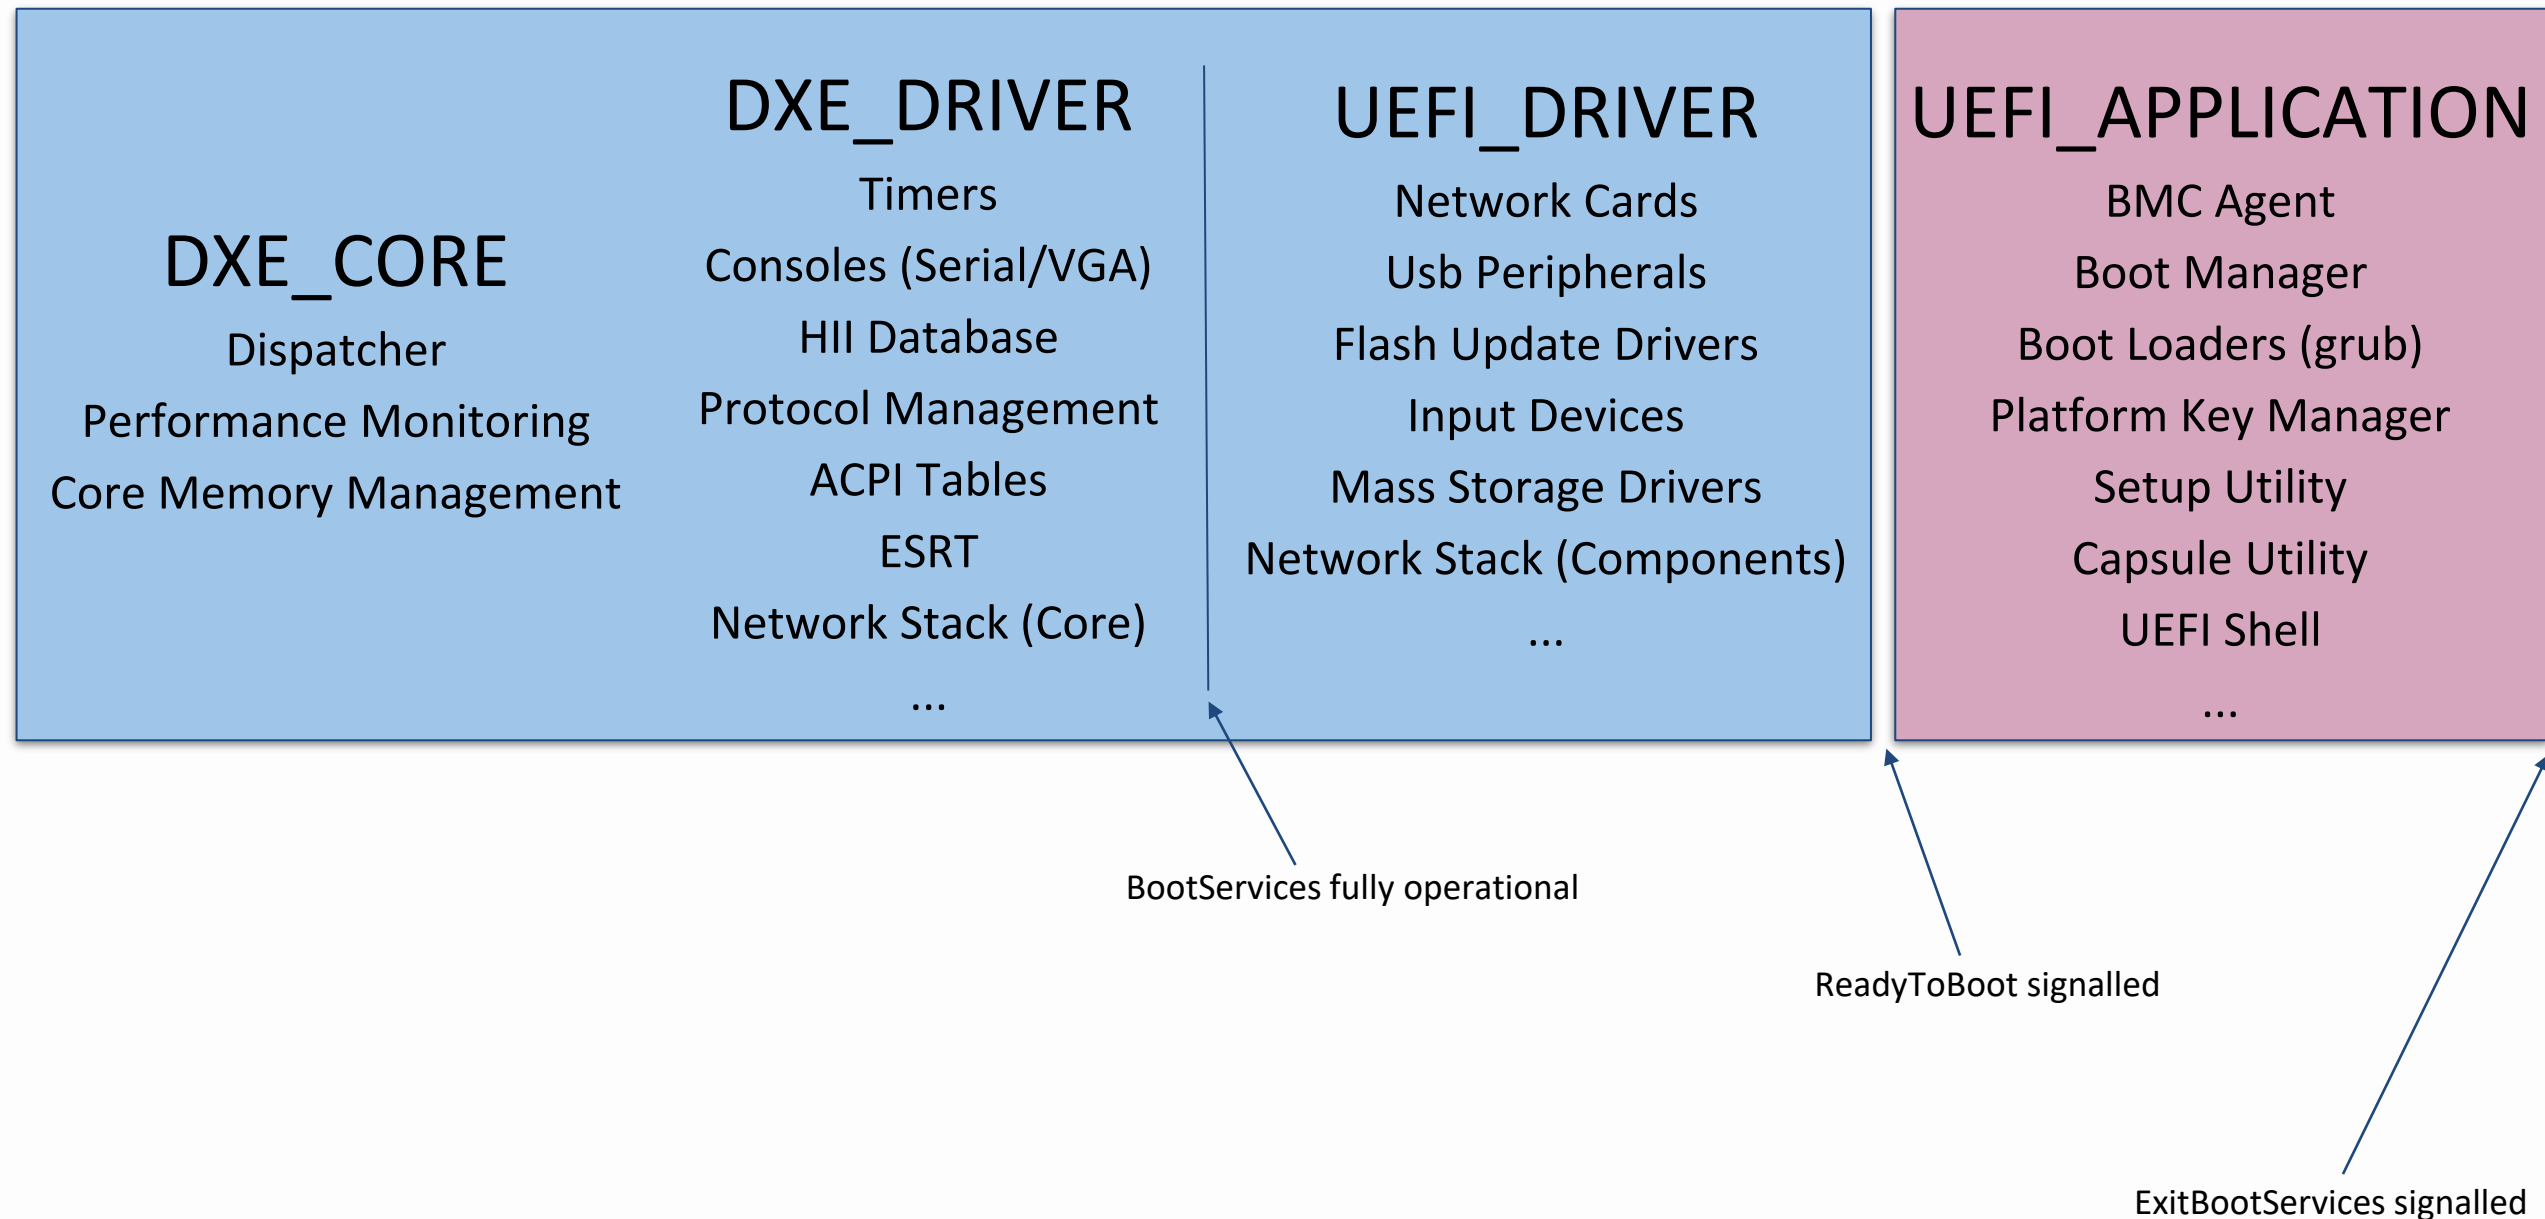 DXE_CORE
Dispatcher
Performance Monitoring
Core Memory Management
DXE_DRIVER
Timers
Consoles (Serial/VGA)
HII Database
Protocol Management
ACPI Tables
ESRT
Network Stack (Core)
...
UEFI_DRIVER
Network Cards
Usb Peripherals
Flash Update Drivers
Input Devices
Mass Storage Drivers
Network Stack (Components)
...
UEFI_APPLICATION
BMC Agent
Boot Manager
Boot Loaders (grub)
Platform Key Manager
Setup Utility
Capsule Utility
UEFI Shell
...
BootServices fully operational
ReadyToBoot signalled
ExitBootServices signalled